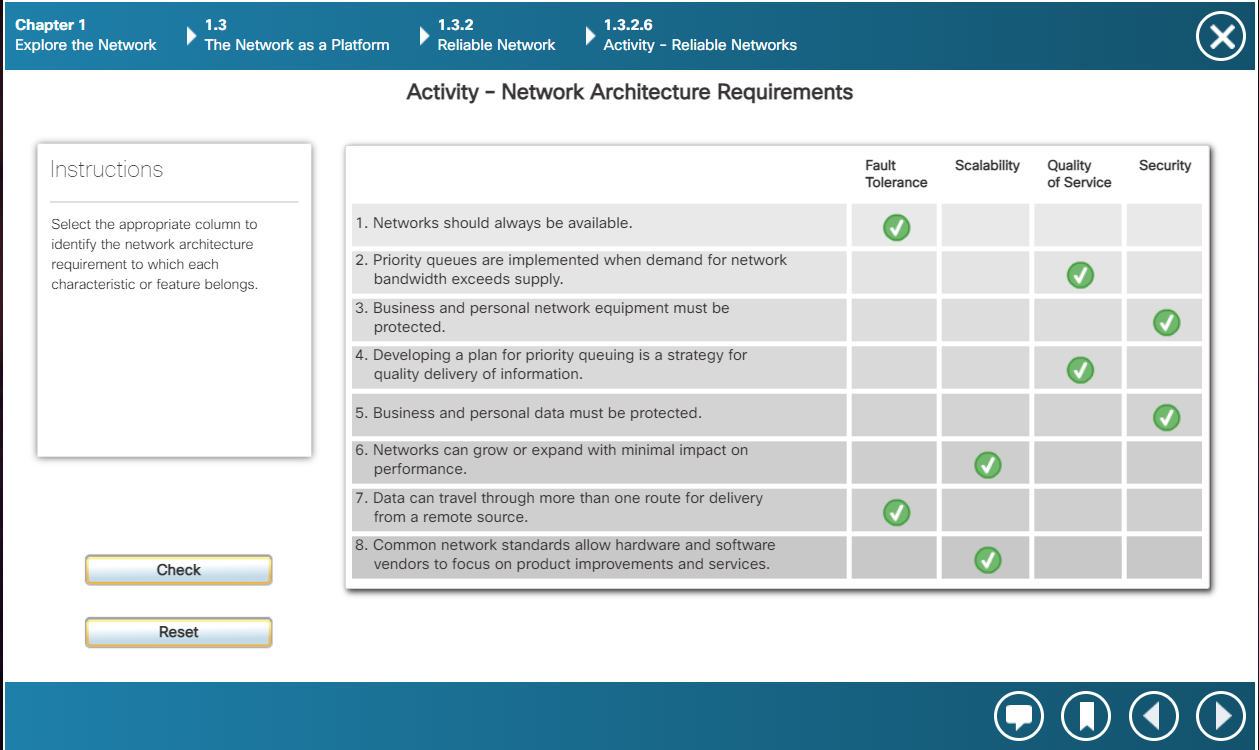 Chapter 1
Explore the Network
1.3
The Network as a Platform
1.3.2
Reliable Network
1.3.2.6
Activity - Reliable Networks
Activity - Network Architecture Requirements
Instructions
Select the appropriate column to
identify the network architecture
requirement to which each
characteristic or feature belongs.
Check
Reset
Fault
Tolerance
Scalability
Quality
of Service
Security
1. Networks should always be available.
2. Priority queues are implemented when demand for network
bandwidth exceeds supply.
3. Business and personal network equipment must be
protected.
4. Developing a plan for priority queuing is a strategy for
quality delivery of information.
5. Business and personal data must be protected.
6. Networks can grow or expand with minimal impact on
performance.
7. Data can travel through more than one route for delivery
from a remote source.
8. Common network standards allow hardware and software
vendors to focus on product improvements and services.